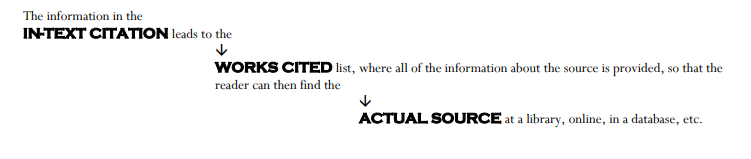 The information in the
IN-TEXT CITATION leads to the
↓
WORKS CITED list, where all of the information about the source is provided, so that the
reader can then find the
↓
ACTUAL SOURCE at a library, online, in a database, etc.